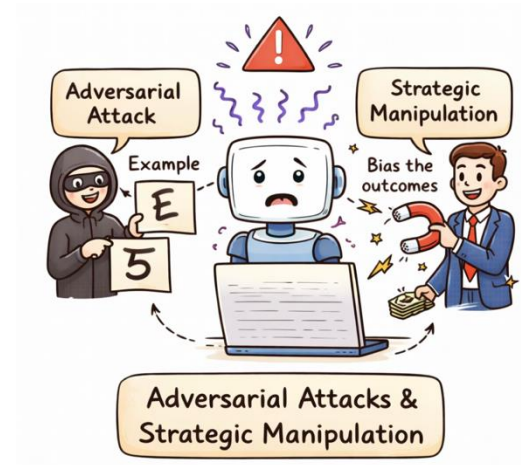 !
Adversarial
Attack
Strategic
Manipulation
Example
E
5
Bias the
outcomes
Adversarial Attacks &
Strategic Manipulation